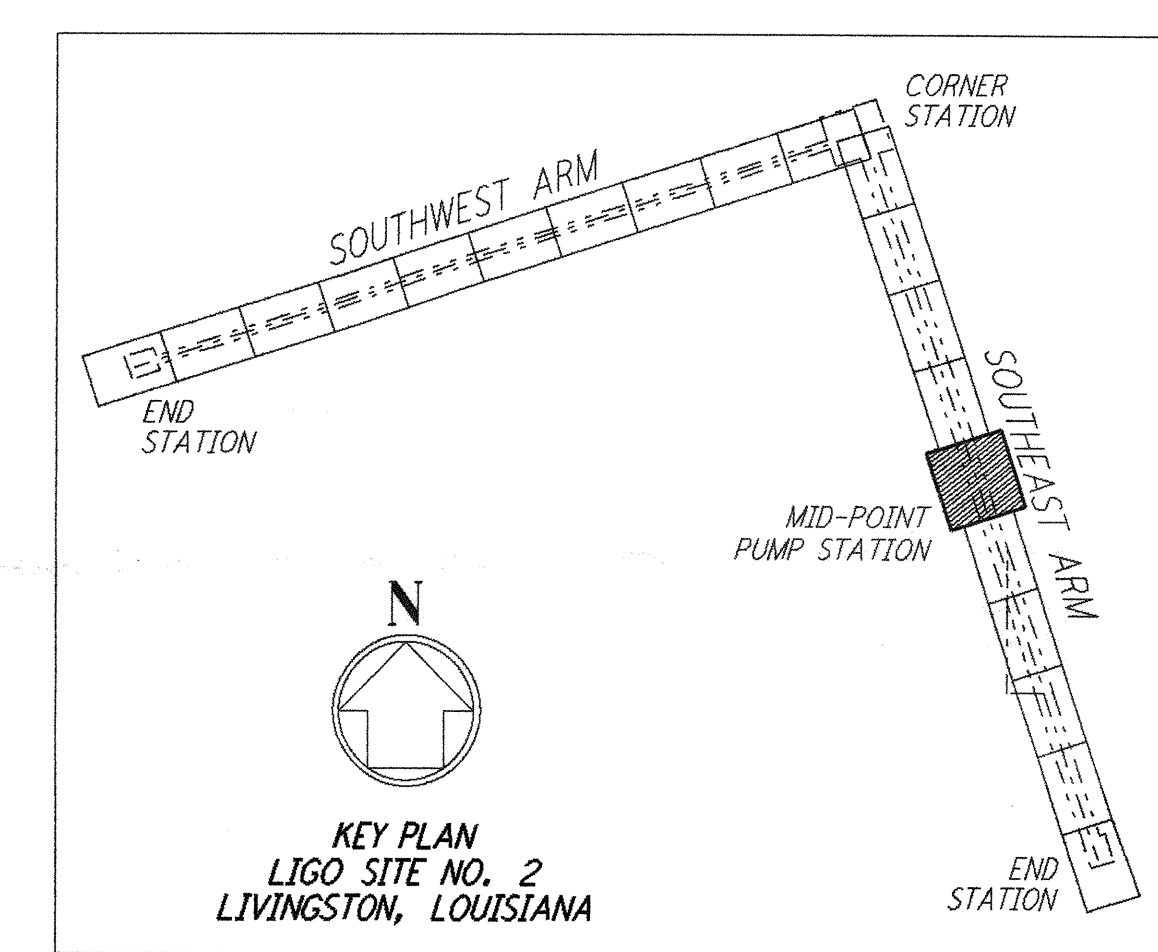 CORNER
STATION
SOUTHWEST ARM
END
STATION
SOUTHEAST ARM
MID-POINT
PUMP STATION
N
KEY PLAN
LIGO SITE NO. 2
LIVINGSTON, LOUISIANA
END
STATION